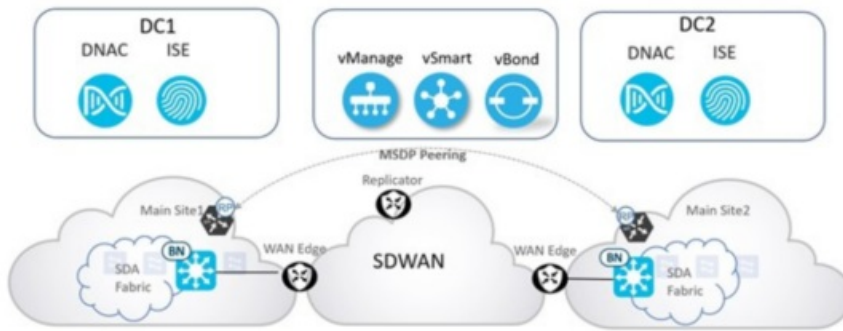 DC1
DNAC ISE
vManage vSmart vBond
DC2
DNAC ISE
MSDP Peering
Replicator
Main Site1
RP
BN
SDA
Fabric
WAN Edge
SDWAN
WAN Edge
RP
Main Site2
BN
SDA
Fabric